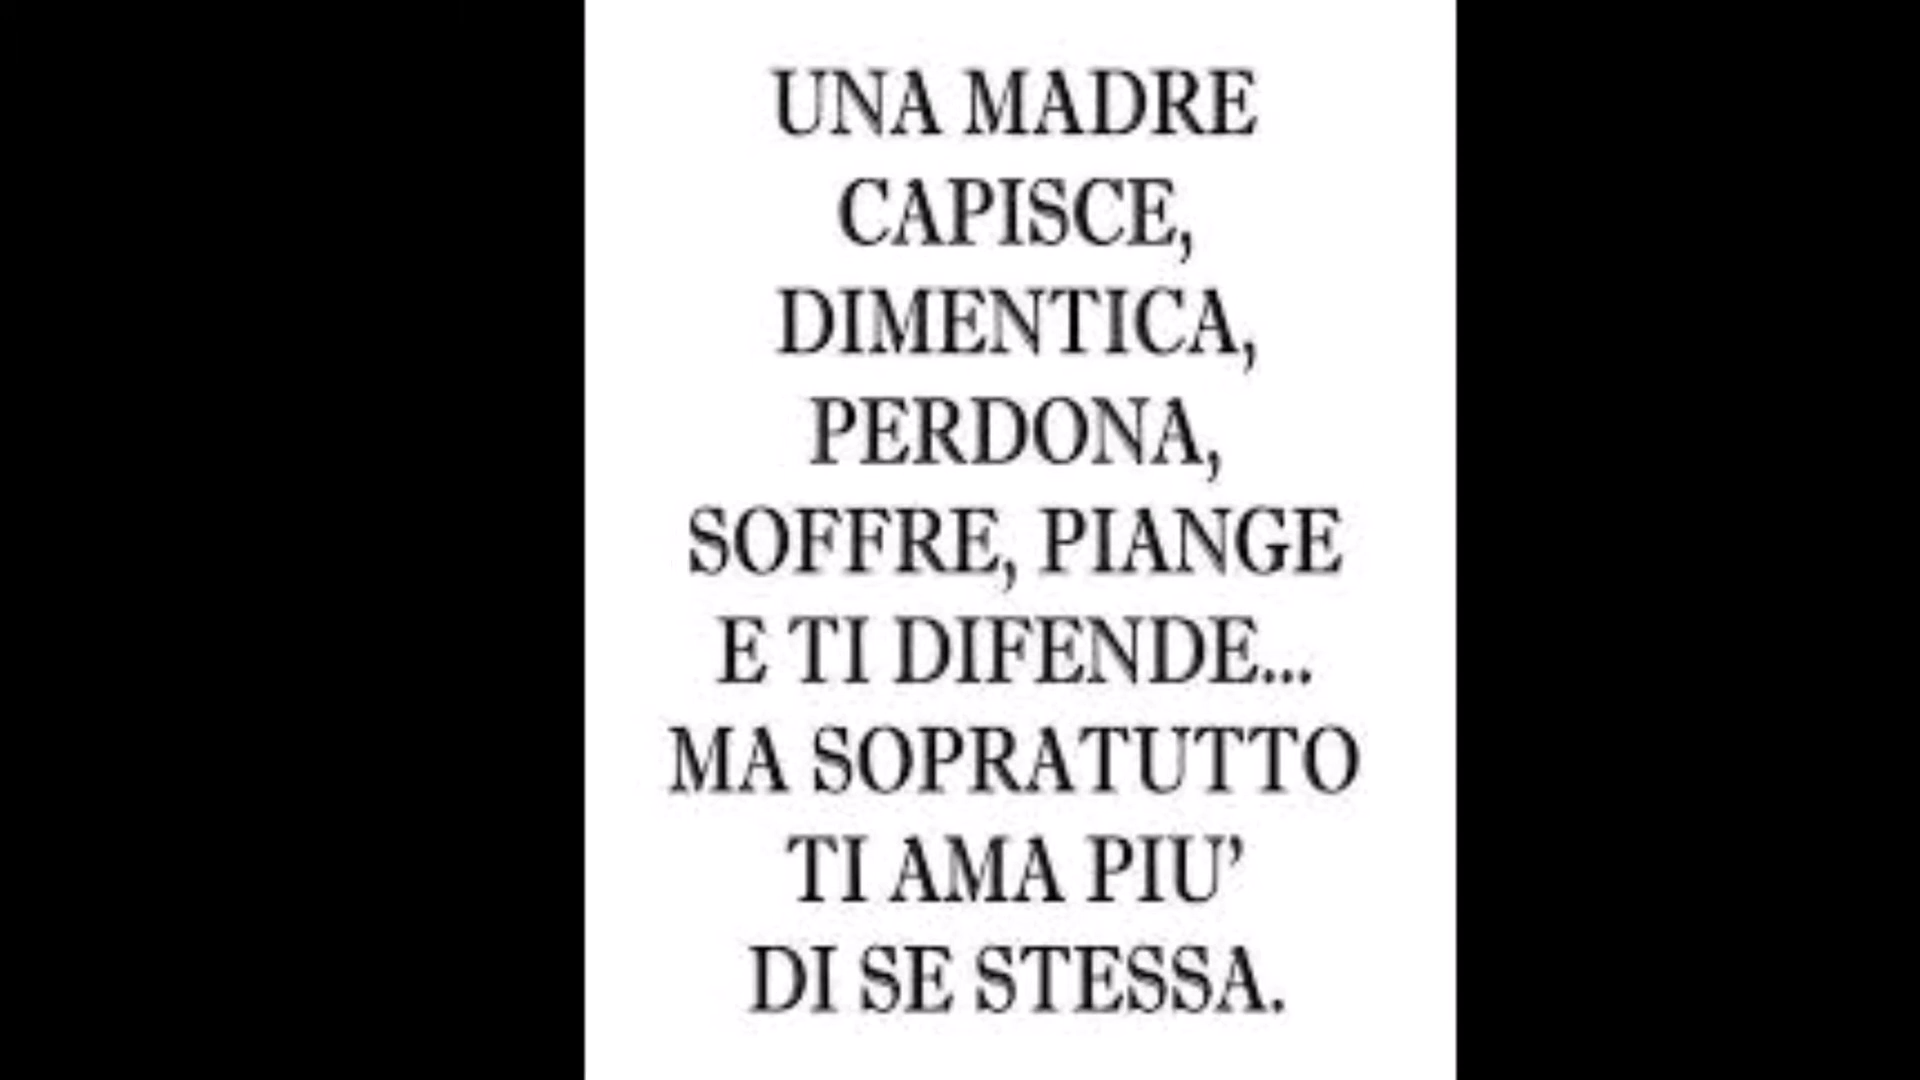 UNA MADRE
CAPISCE,
DIMENTICA,
PERDONA,
SOFFRE, PIANGE
E TI DIFENDE...
MA SOPRATUTTO
TI AMA PIU’
DI SE STESSA.